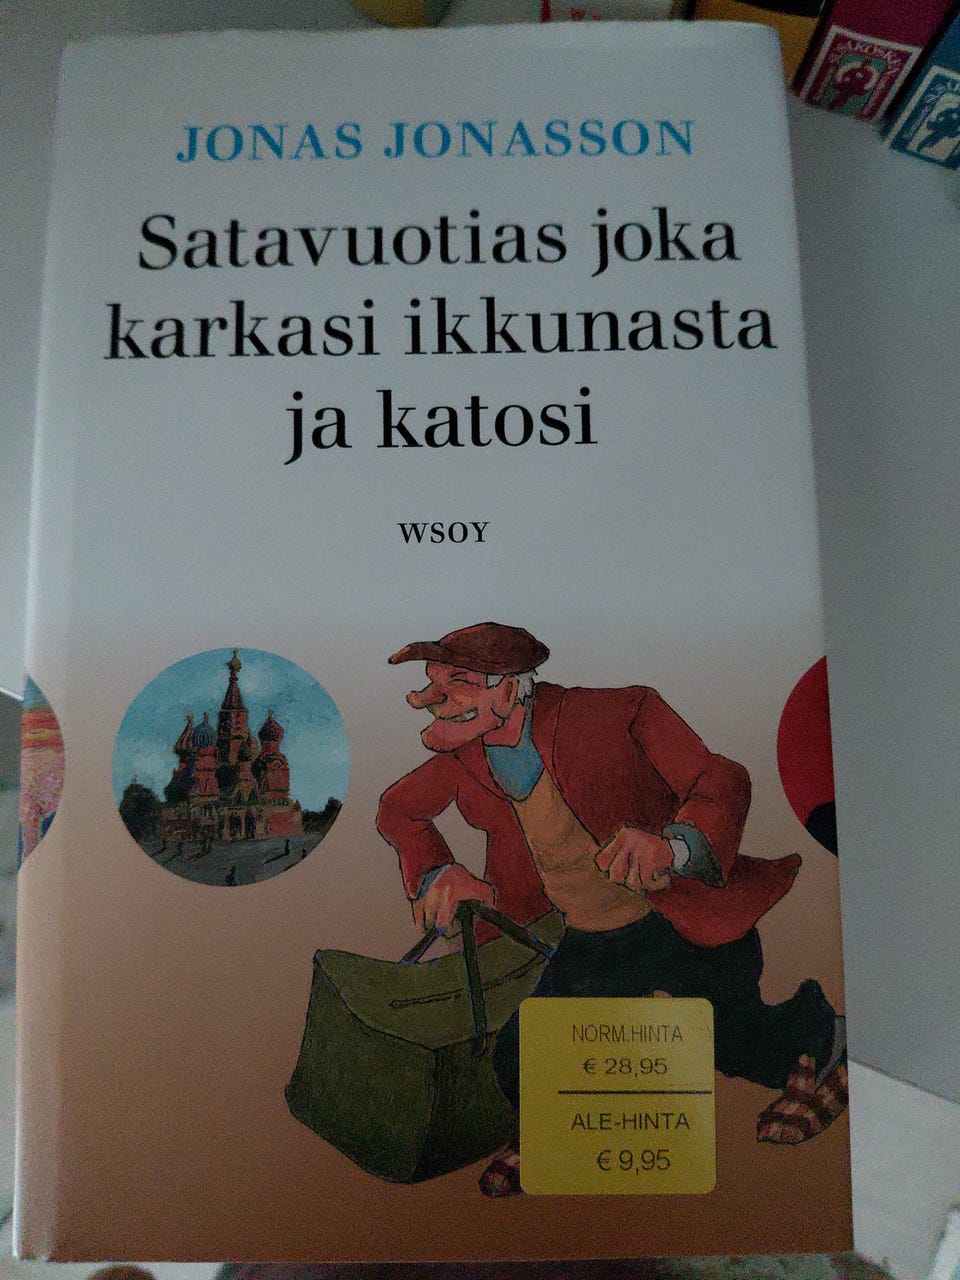 JONAS JONASSON
Satavuotias joka
karkasi ikkunasta
ja katosi
WSOY
NORM.HINTA
€ 28,95
ALE-HINTA
€ 9,95